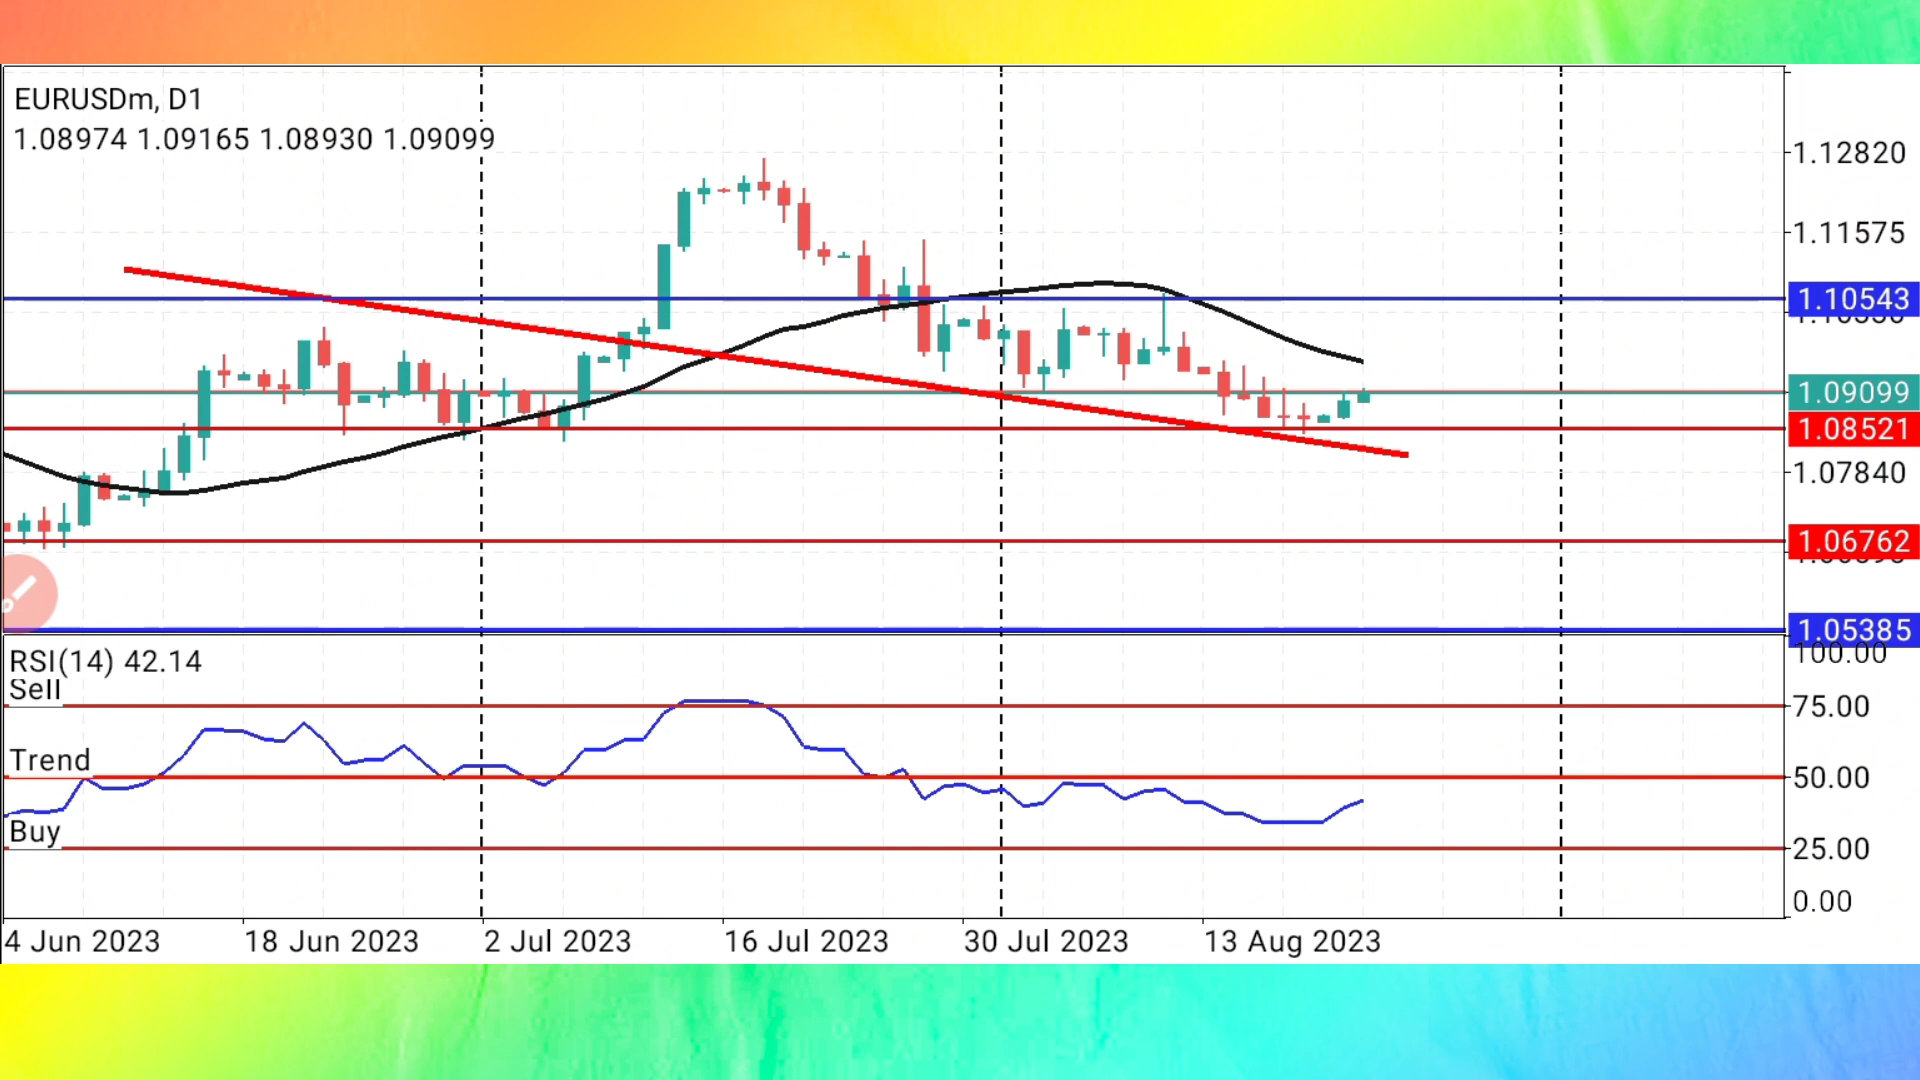 EURUSDm, D1
1.08974 1.09165 1.08930 1.09099
1.12820
1.11575
1.10543
1.09099
1.08521
1.07840
1.06762
1.05385
RSI(14) 42.14
100.00
Sell
75.00
Trend
50.00
Buy
25.00
0.00
4 Jun 2023 18 Jun 2023 2 Jul 2023 16 Jul 2023 30 Jul 2023 13 Aug 2023